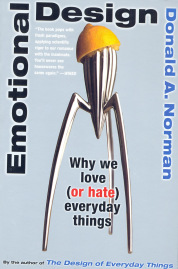 Emotional
Design
Donald A. Norman
Why we
love
(or hate)
everyday
things
By the author of The Design of Everyday Things